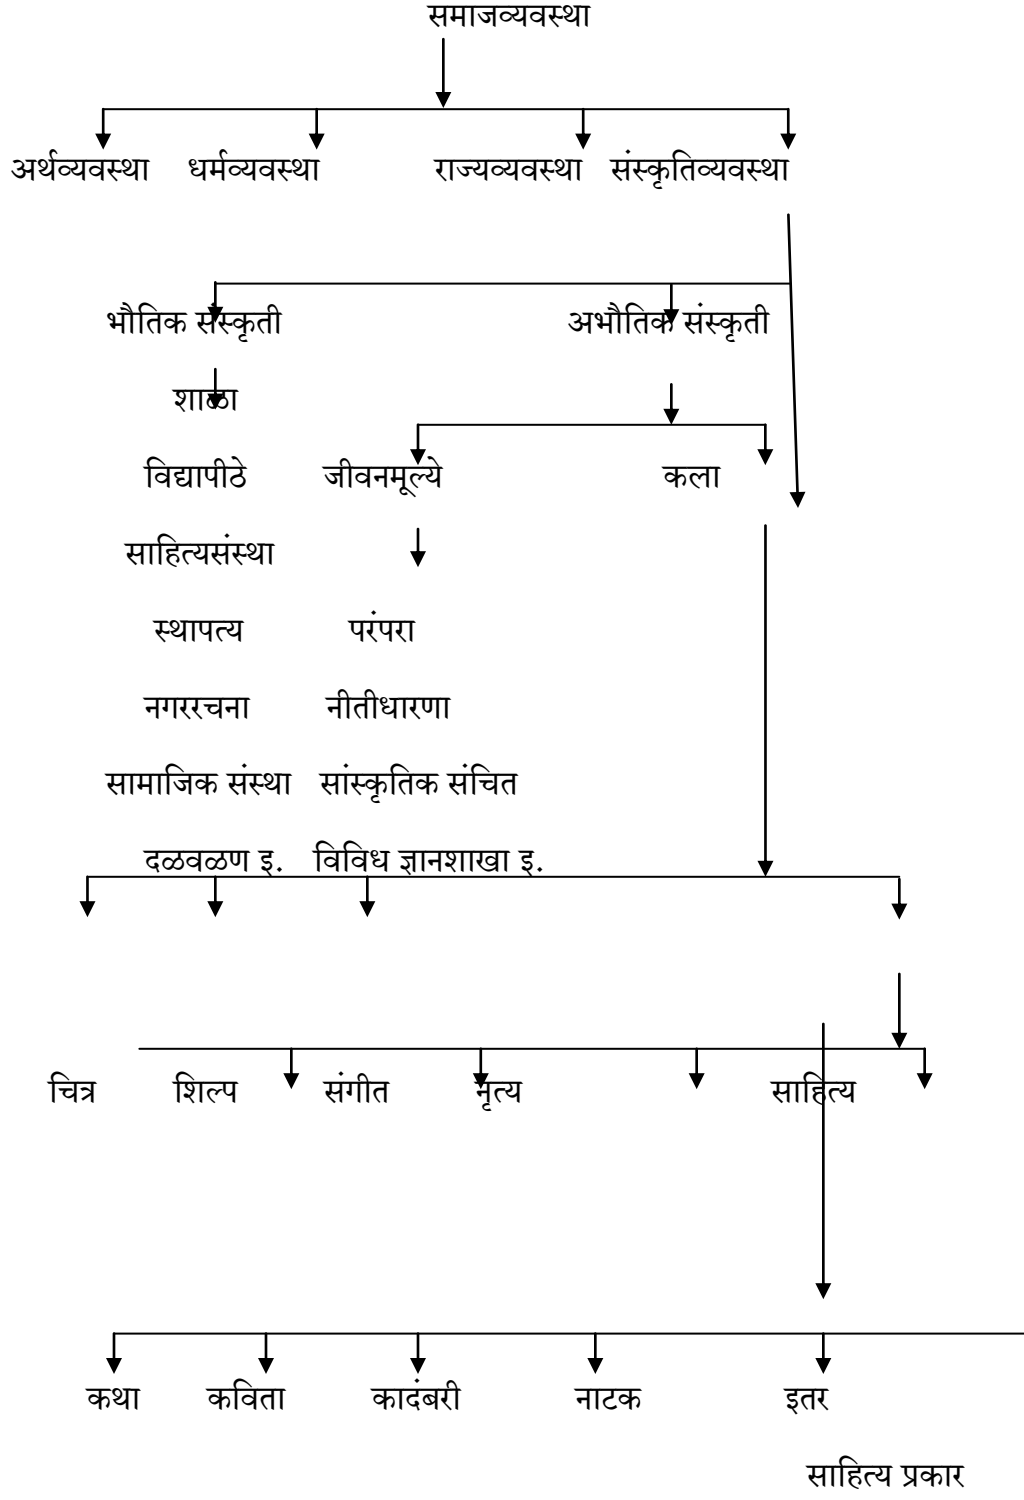 समाजव्यवस्था
अर्थव्यवस्था धर्मव्यवस्था राज्यव्यवस्था संस्कृतिव्यवस्था
भौतिक संस्कृती अभौतिक संस्कृती
शाळा
विद्यापीठे जीवनमूल्ये कला
साहित्यसंस्था
स्थापत्य परंपरा
नगररचना नीतीधारणा
सामाजिक संस्था सांस्कृतिक संचित
दळवळण इ. विविध ज्ञानशाखा इ.
चित्र शिल्प संगीत नृत्य साहित्य
कथा कविता कादंबरी नाटक इतर
साहित्य प्रकार